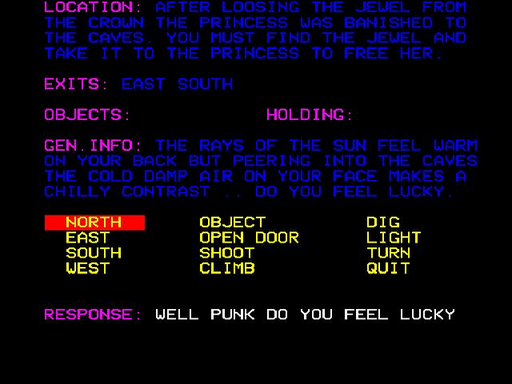 LOCATION: AFTER LOOSING THE JEWEL FROM
THE CROWN THE PRINCESS WAS BANISHED TO
THE CAVES. YOU MUST FIND THE JEWEL AND
TAKE IT TO THE PRINCESS TO FREE HER.
EXITS: EAST SOUTH
OBJECTS: HOLDING:
GEN.INFO: THE RAYS OF THE SUN FEEL WARM
ON YOUR BACK BUT PEERING INTO THE CAVES
THE COLD DAMP AIR ON YOUR FACE MAKES A
CHILLY CONTRAST .. DO YOU FEEL LUCKY.
NORTH OBJECT DIG
EAST OPEN DOOR LIGHT
SOUTH SHOOT TURN
WEST CLIMB QUIT
RESPONSE: WELL PUNK DO YOU FEEL LUCKY